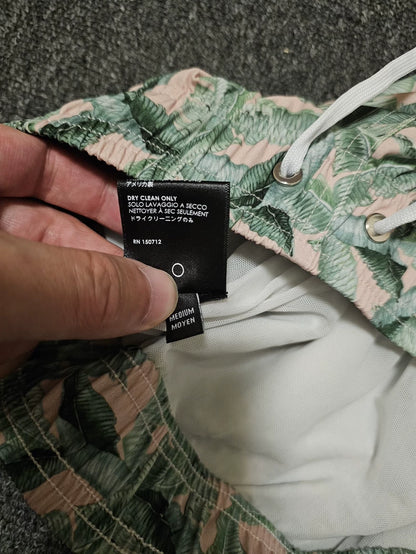 アメリカ製
DRY CLEAN ONLY
SOLO LAVAGGIO A SECCO
NETTOYER À SEC SEULEMENT
ドライクリーニングのみ
RN 150712
MEDIUM
MOYEN